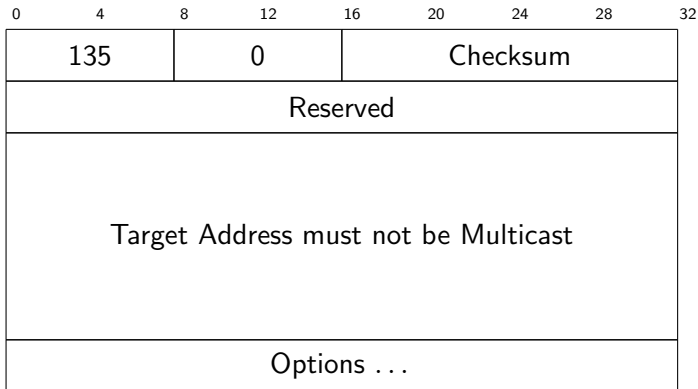 0 4 8 12 16 20 24 28 32
135 0 Checksum
Reserved
Target Address must not be Multicast
Options ...